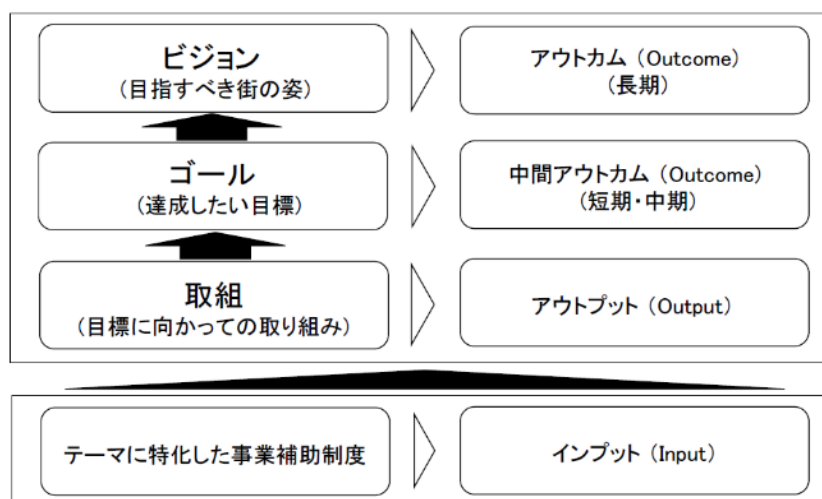 ビジョン
(目指すべき街の姿)
アウトカム (Outcome)
(長期)
ゴール
(達成したい目標)
中間アウトカム (Outcome)
(短期・中期)
取組
(目標に向かっての取り組み)
アウトプット (Output)
テーマに特化した事業補助制度
インプット (Input)